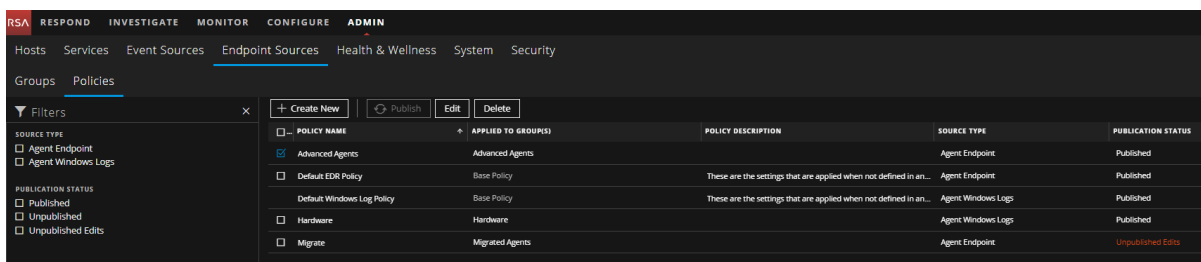 RSA RESPOND INVESTIGATE MONITOR CONFIGURE ADMIN
Hosts Services Event Sources Endpoint Sources Health & Wellness System Security
Groups Policies
Filters ×
+ Create New Publish Edit Delete
SOURCE TYPE
Agent Endpoint
Agent Windows Logs
PUBLICATION STATUS
Published
Unpublished
Unpublished Edits
POLICY NAME ↑ APPLIED TO GROUP(S) POLICY DESCRIPTION SOURCE TYPE PUBLICATION STATUS
Advanced Agents Advanced Agents Agent Endpoint Published
Default EDR Policy Base Policy These are the settings that are applied when not defined in an... Agent Endpoint Published
Default Windows Log Policy Base Policy These are the settings that are applied when not defined in an... Agent Windows Logs Published
Hardware Hardware Agent Windows Logs Published
Migrate Migrated Agents Agent Endpoint Unpublished Edits